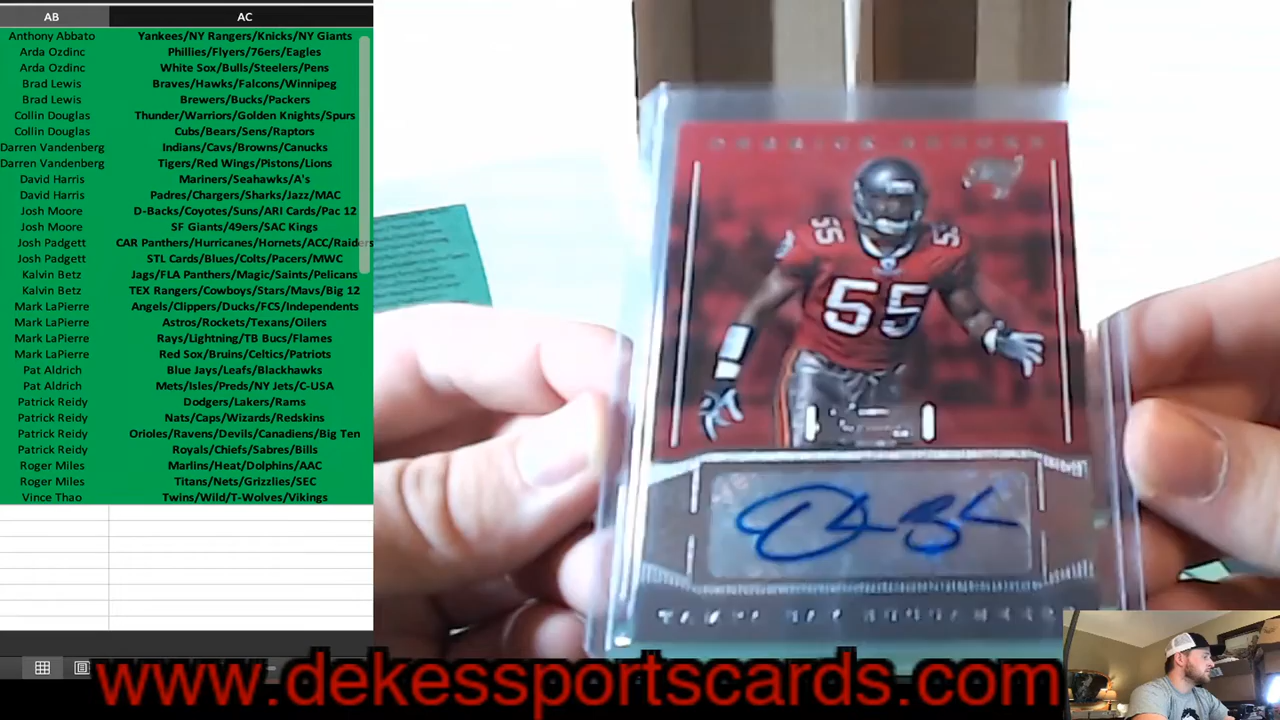 AB AC
Anthony Abbato Yankees/NY Rangers/Knicks/NY Giants
Arda Ozdinc Phillies/Flyers/76ers/Eagles
Arda Ozdinc White Sox/Bulls/Steelers/Pens
Brad Lewis Braves/Hawks/Falcons/Winnipeg
Brad Lewis Brewers/Bucks/Packers
Collin Douglas Thunder/Warriors/Golden Knights/Spurs
Collin Douglas Cubs/Bears/Sens/Raptors
Darren Vandenberg Indians/Cavs/Browns/Canucks
Darren Vandenberg Tigers/Red Wings/Pistons/Lions
David Harris Mariners/Seahawks/A's
David Harris Padres/Chargers/Sharks/Jazz/MAC
Josh Moore D-Backs/Coyotes/Suns/ARI Cards/Pac 12
Josh Moore SF Giants/49ers/SAC Kings
Josh Padgett CAR Panthers/Hurricanes/Hornets/ACC/Raiders
Josh Padgett STL Cards/Blues/Colts/Pacers/MWC
Kalvin Betz Jags/FLA Panthers/Magic/Saints/Pelicans
Kalvin Betz TEX Rangers/Cowboys/Stars/Mavs/Big 12
Mark LaPierre Angels/Clippers/Ducks/FCS/Independents
Mark LaPierre Astros/Rockets/Texans/Oilers
Mark LaPierre Rays/Lightning/TB Bucs/Flames
Mark LaPierre Red Sox/Bruins/Celtics/Patriots
Pat Aldrich Blue Jays/Leafs/Blackhawks
Pat Aldrich Mets/Isles/Preds/NY Jets/C-USA
Patrick Reidy Dodgers/Lakers/Rams
Patrick Reidy Nats/Caps/Wizards/Redskins
Patrick Reidy Orioles/Ravens/Devils/Canadiens/Big Ten
Patrick Reidy Royals/Chiefs/Sabres/Bills
Roger Miles Marlins/Heat/Dolphins/AAC
Roger Miles Titans/Nets/Grizzlies/SEC
Vince Thao Twins/Wild/T-Wolves/Vikings
DERRICK BROOKS
55 55
55
TAMPA BAY BUCCANEERS
www.dekessportscards.com